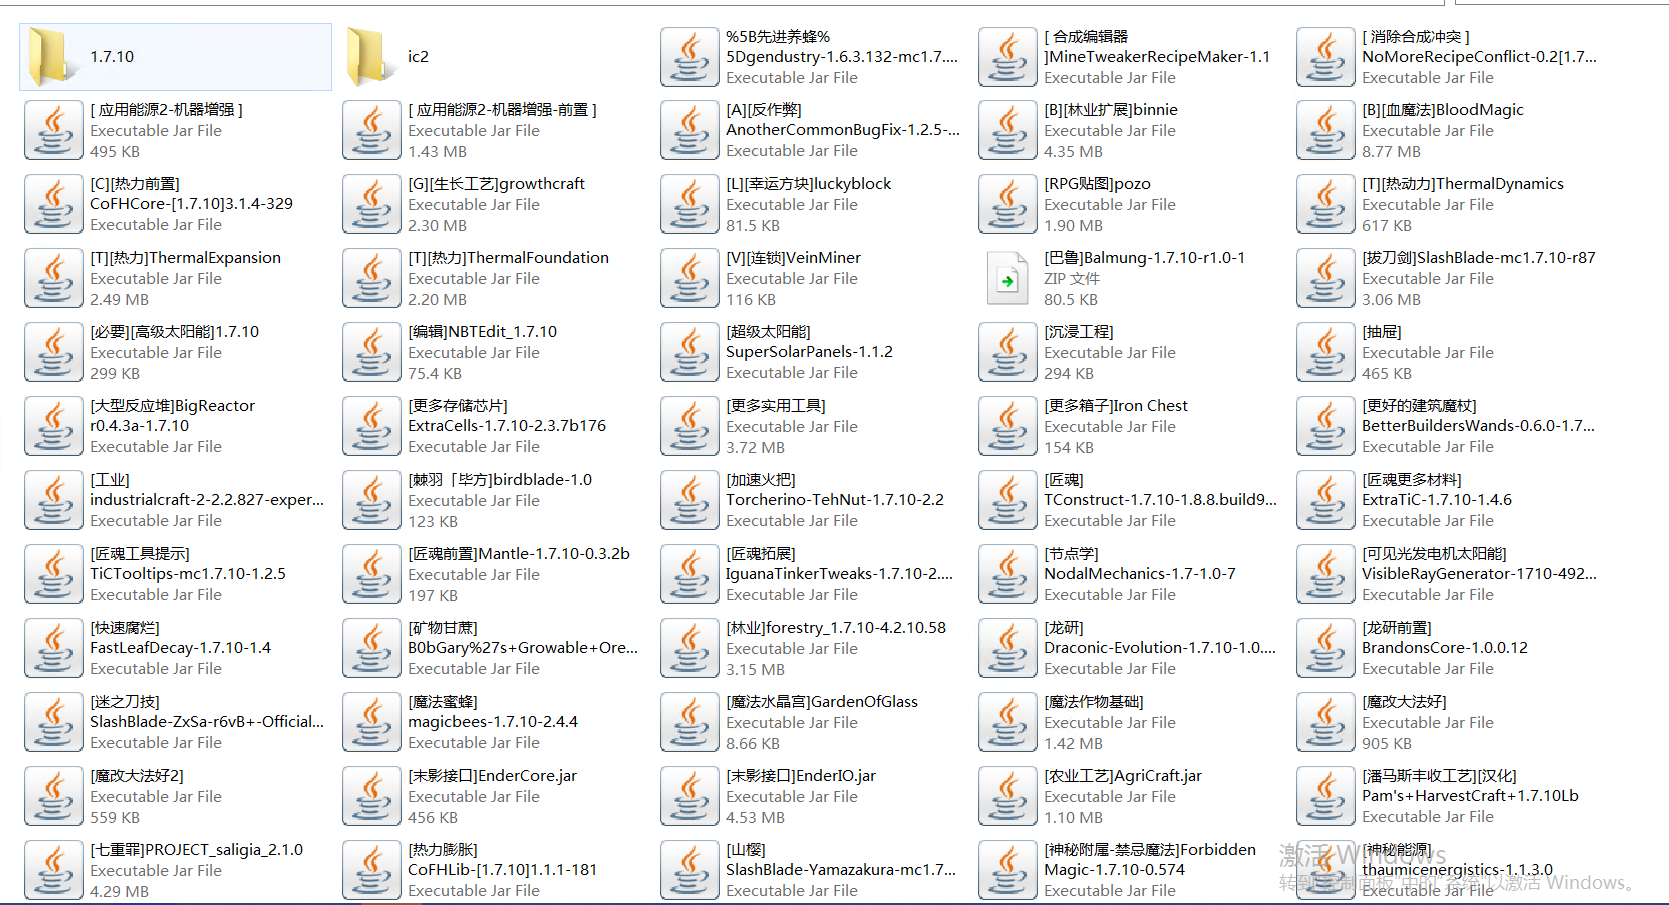 1.7.10
ic2
%5B先进养蜂%
5Dgendustry-1.6.3.132-mc1.7....
Executable Jar File
[ 合成编辑器
]MineTweakerRecipeMaker-1.1
Executable Jar File
[ 消除合成冲突 ]
NoMoreRecipeConflict-0.2[1.7...
Executable Jar File
[ 应用能源2-机器增强 ]
Executable Jar File
495 KB
[ 应用能源2-机器增强-前置 ]
Executable Jar File
1.43 MB
[A][反作弊]
AnotherCommonBugFix-1.2.5-...
Executable Jar File
[B][林业扩展]binnie
Executable Jar File
4.35 MB
[B][血魔法]BloodMagic
Executable Jar File
8.77 MB
[C][热力前置]
CoFHCore-[1.7.10]3.1.4-329
Executable Jar File
[G][生长工艺]growthcraft
Executable Jar File
2.30 MB
[L][幸运方块]luckyblock
Executable Jar File
81.5 KB
[RPG贴图]pozo
Executable Jar File
1.90 MB
[T][热动力]ThermalDynamics
Executable Jar File
617 KB
[T][热力]ThermalExpansion
Executable Jar File
2.49 MB
[T][热力]ThermalFoundation
Executable Jar File
2.20 MB
[V][连锁]VeinMiner
Executable Jar File
116 KB
[巴鲁]Balmung-1.7.10-r1.0-1
ZIP 文件
80.5 KB
[拔刀剑]SlashBlade-mc1.7.10-r87
Executable Jar File
3.06 MB
[必要][高级太阳能]1.7.10
Executable Jar File
299 KB
[编辑]NBTEdit_1.7.10
Executable Jar File
75.4 KB
[超级太阳能]
SuperSolarPanels-1.1.2
Executable Jar File
[沉浸工程]
Executable Jar File
294 KB
[抽屉]
Executable Jar File
465 KB
[大型反应堆]BigReactor
r0.4.3a-1.7.10
Executable Jar File
[更多存储芯片]
ExtraCells-1.7.10-2.3.7b176
Executable Jar File
[更多实用工具]
Executable Jar File
3.72 MB
[更多箱子]Iron Chest
Executable Jar File
154 KB
[更好的建筑魔杖]
BetterBuildersWands-0.6.0-1.7...
Executable Jar File
[工业]
industrialcraft-2-2.2.827-exper...
Executable Jar File
[棘羽「毕方]birdblade-1.0
Executable Jar File
123 KB
[加速火把]
Torcherino-TehNut-1.7.10-2.2
Executable Jar File
[匠魂]
TConstruct-1.7.10-1.8.8.build9...
Executable Jar File
[匠魂更多材料]
ExtraTiC-1.7.10-1.4.6
Executable Jar File
[匠魂工具提示]
TiCTooltips-mc1.7.10-1.2.5
Executable Jar File
[匠魂前置]Mantle-1.7.10-0.3.2b
Executable Jar File
197 KB
[匠魂拓展]
IguanaTinkerTweaks-1.7.10-2....
Executable Jar File
[节点学]
NodalMechanics-1.7-1.0-7
Executable Jar File
[可见光发电机太阳能]
VisibleRayGenerator-1710-492...
Executable Jar File
[快速腐烂]
FastLeafDecay-1.7.10-1.4
Executable Jar File
[矿物甘蔗]
B0bGary%27s+Growable+Ore...
Executable Jar File
[林业]forestry_1.7.10-4.2.10.58
Executable Jar File
3.15 MB
[龙研]
Draconic-Evolution-1.7.10-1.0....
Executable Jar File
[龙研前置]
BrandonsCore-1.0.0.12
Executable Jar File
[迷之刀技]
SlashBlade-ZxSa-r6vB+-Official...
Executable Jar File
[魔法蜜蜂]
magicbees-1.7.10-2.4.4
Executable Jar File
[魔法水晶宫]GardenOfGlass
Executable Jar File
8.66 KB
[魔法作物基础]
Executable Jar File
1.42 MB
[魔改大法好]
Executable Jar File
905 KB
[魔改大法好2]
Executable Jar File
559 KB
[末影接口]EnderCore.jar
Executable Jar File
456 KB
[末影接口]EnderIO.jar
Executable Jar File
4.53 MB
[农业工艺]AgriCraft.jar
Executable Jar File
1.10 MB
[潘马斯丰收工艺][汉化]
Pam's+HarvestCraft+1.7.10Lb
Executable Jar File
[七重罪]PROJECT_saligia_2.1.0
Executable Jar File
4.29 MB
[热力膨胀]
CoFHLib-[1.7.10]1.1.1-181
Executable Jar File
[山樱]
SlashBlade-Yamazakura-mc1.7...
Executable Jar File
[神秘附属-禁忌魔法]Forbidden
Magic-1.7.10-0.574
Executable Jar File
[神秘能源]
thaumicenergistics-1.1.3.0
Executable Jar File
激活 Windows
转到"控制面板"中的"系统"以激活 Windows。